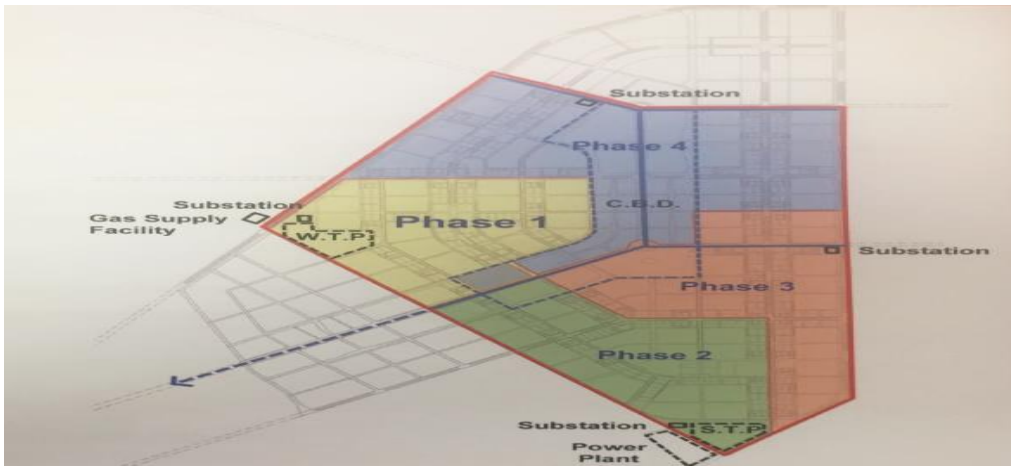 Substation
Phase 4
Substation
Gas Supply
Facility
W.T.P
Phase 1
C.B.D.
Substation
Phase 3
Phase 2
Substation
S.T.P
Power
Plant